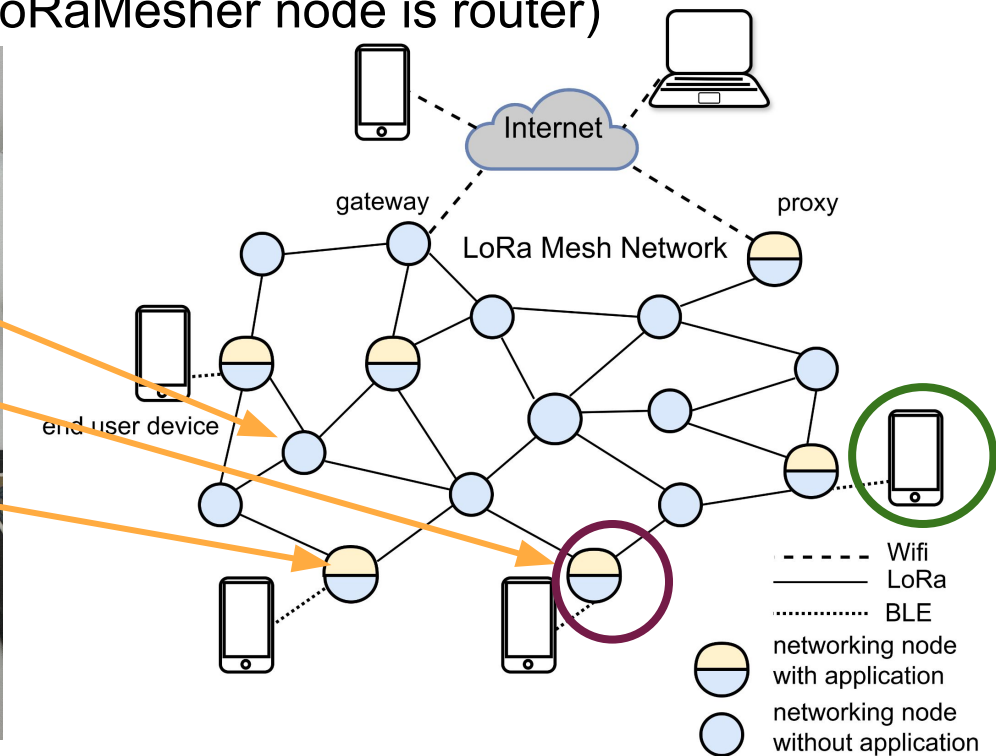 oRaMesher node is router)
Internet
gateway
proxy
LoRa Mesh Network
end user device
Wifi
LoRa
BLE
networking node
with application
networking node
without application